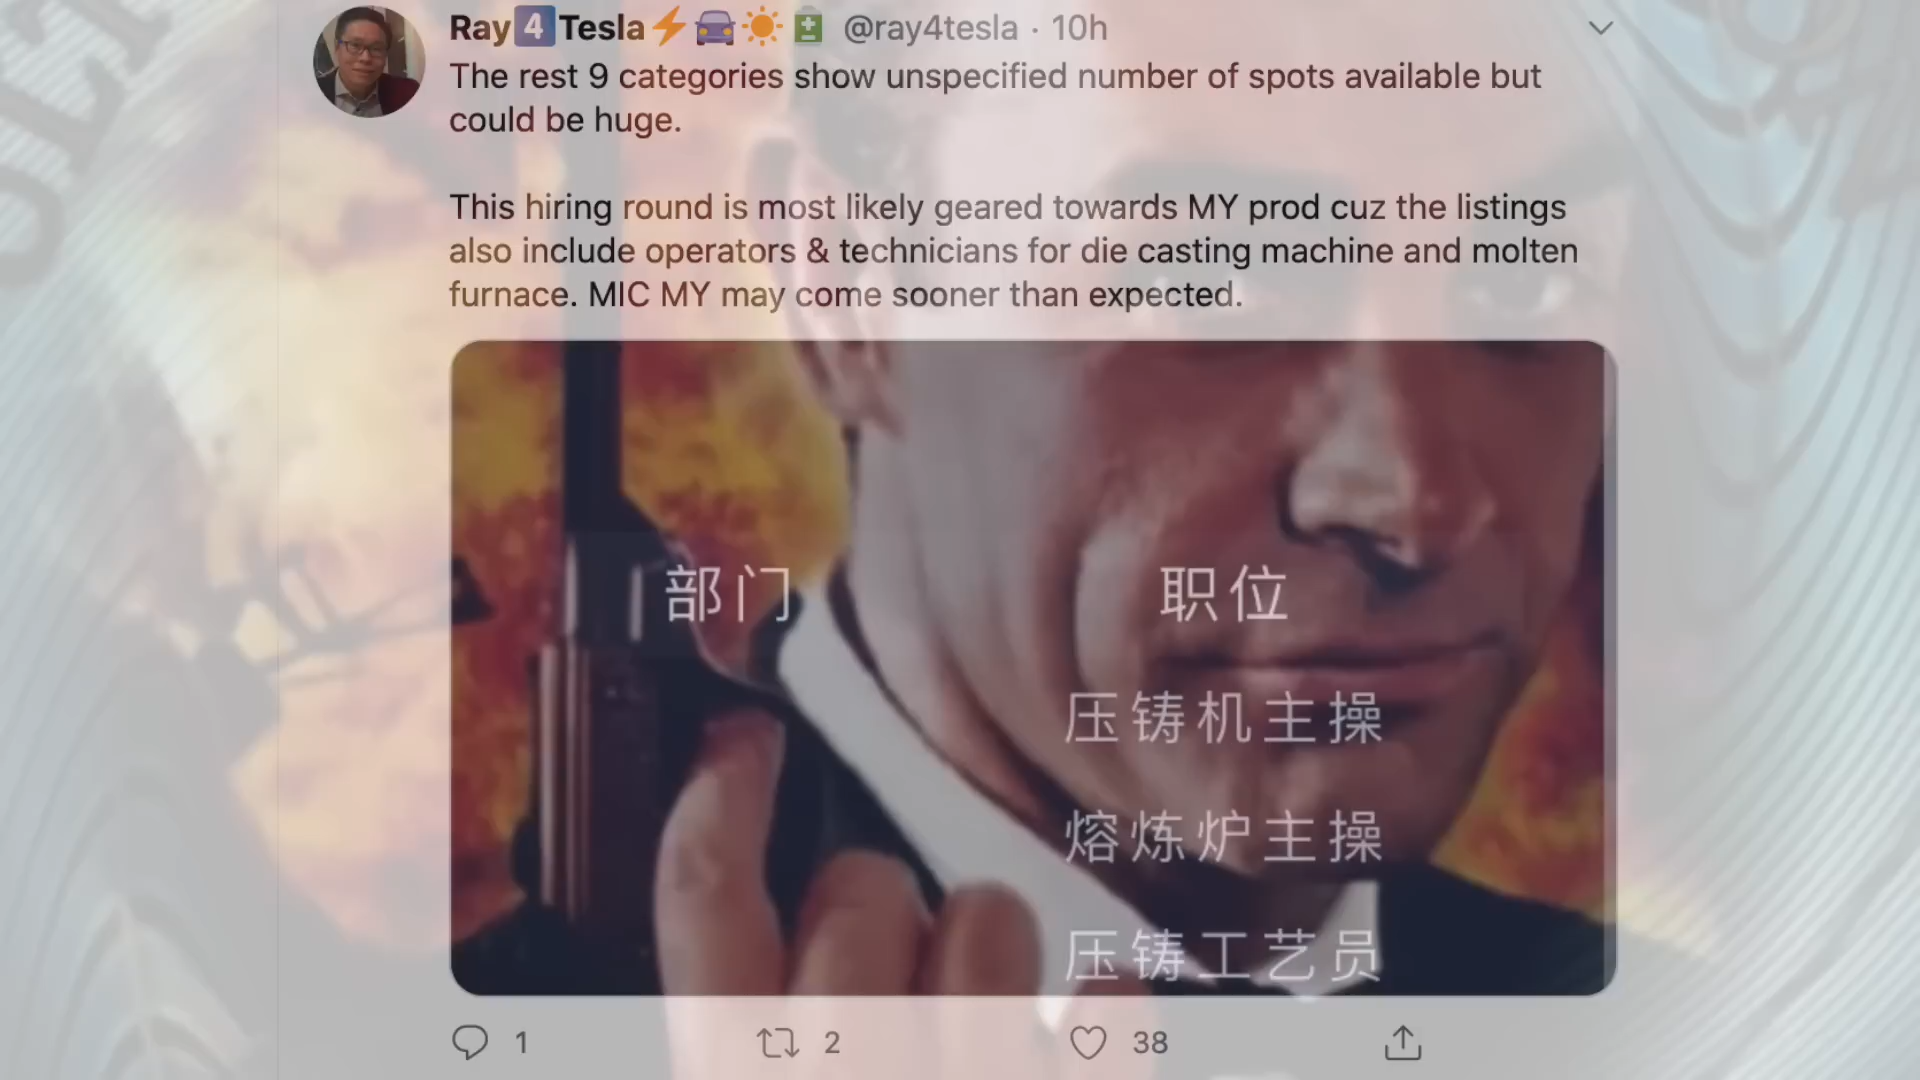 Ray4️⃣Tesla⚡🚘☀🔋 @ray4tesla · 10h
The rest 9 categories show unspecified number of spots available but
could be huge.
This hiring round is most likely geared towards MY prod cuz the listings
also include operators & technicians for die casting machine and molten
furnace. MIC MY may come sooner than expected.
部门 职位
压铸机主操
熔炼炉主操
压铸工艺员
1 2 38